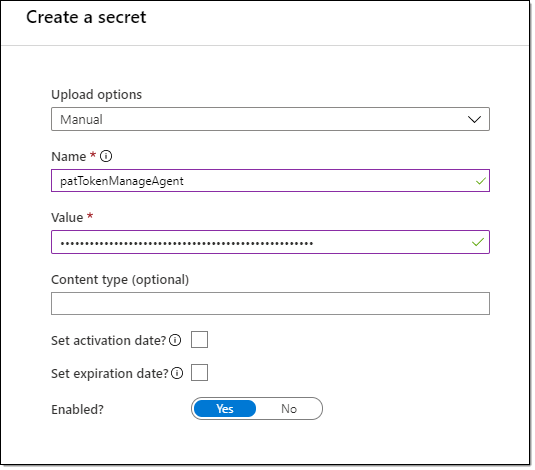 Create a secret
Upload options
Manual
Name *
patTokenManageAgent
Value *
••••••••••••••••••••••••••••••••••••••••••••••••••••
Content type (optional)
Set activation date?
Set expiration date?
Enabled? Yes No